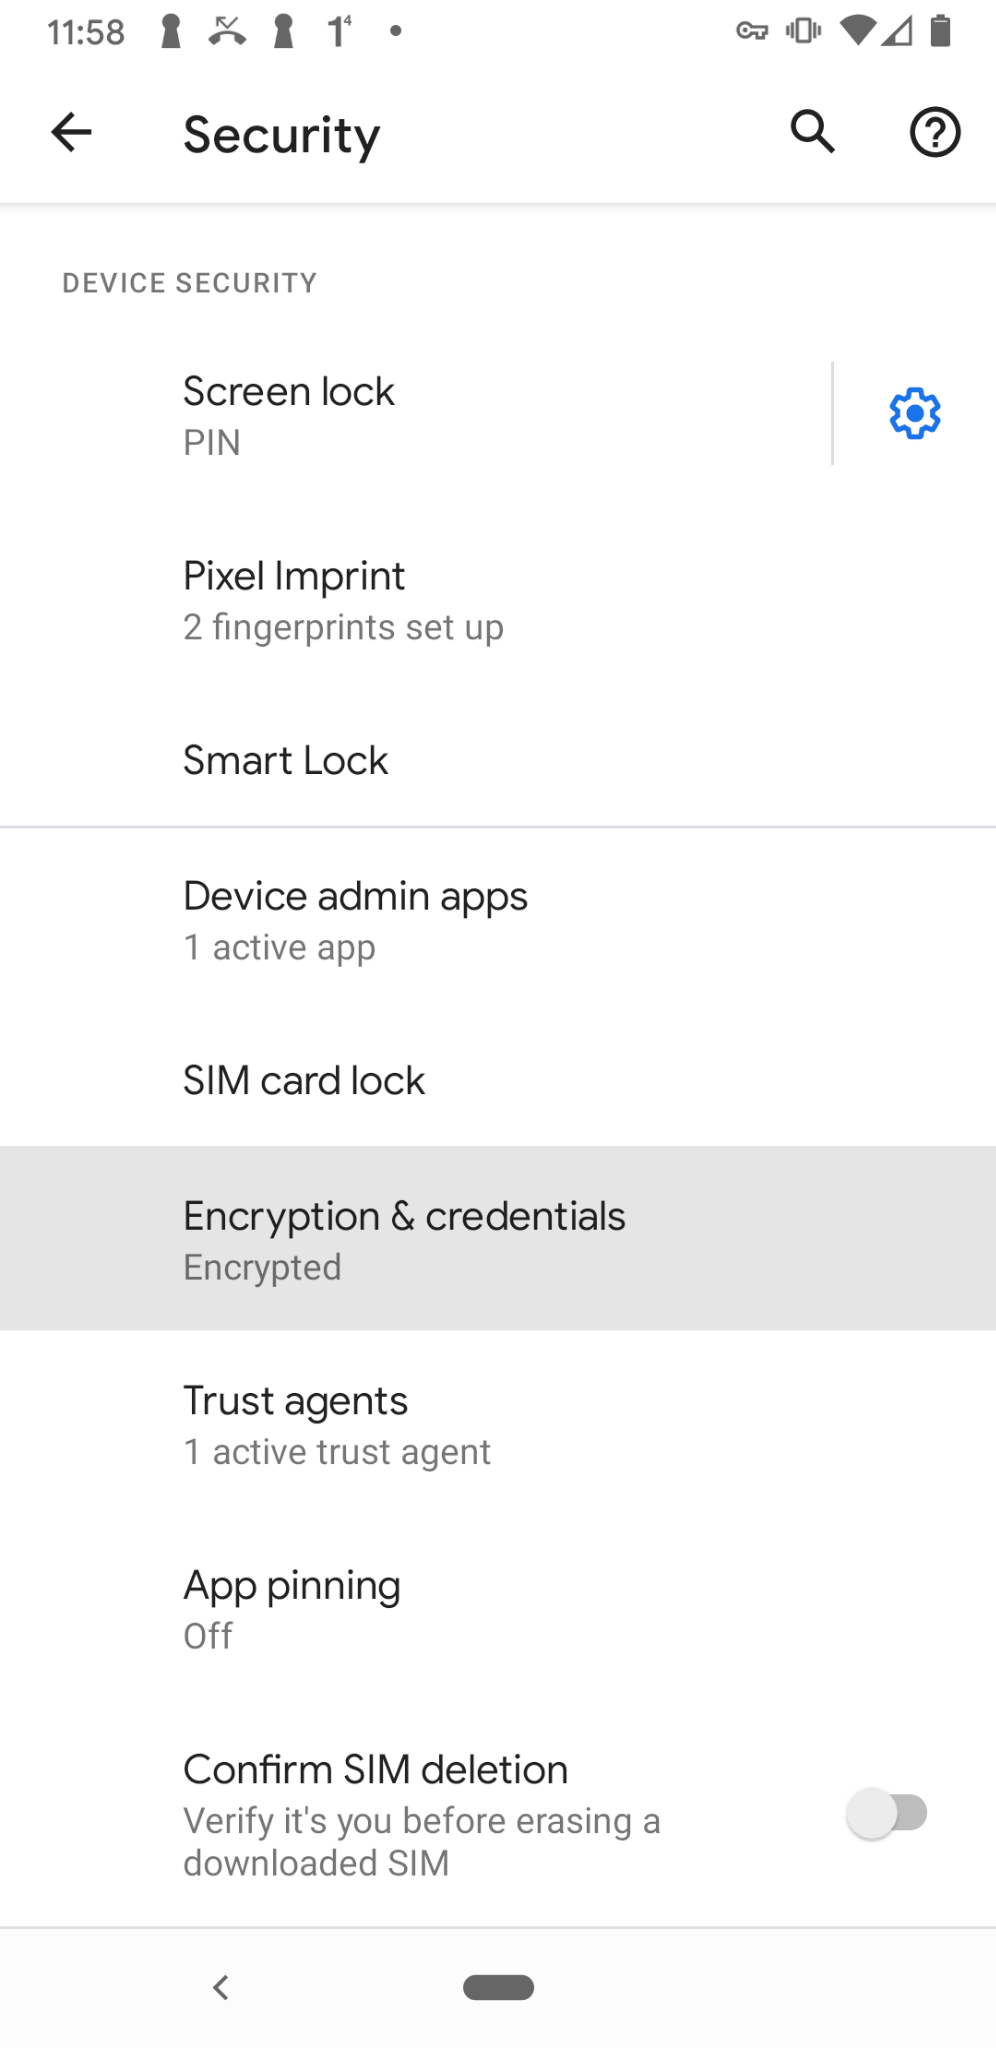 11:58 1⁴
Security
DEVICE SECURITY
Screen lock
PIN
Pixel Imprint
2 fingerprints set up
Smart Lock
Device admin apps
1 active app
SIM card lock
Encryption & credentials
Encrypted
Trust agents
1 active trust agent
App pinning
Off
Confirm SIM deletion
Verify it's you before erasing a
downloaded SIM